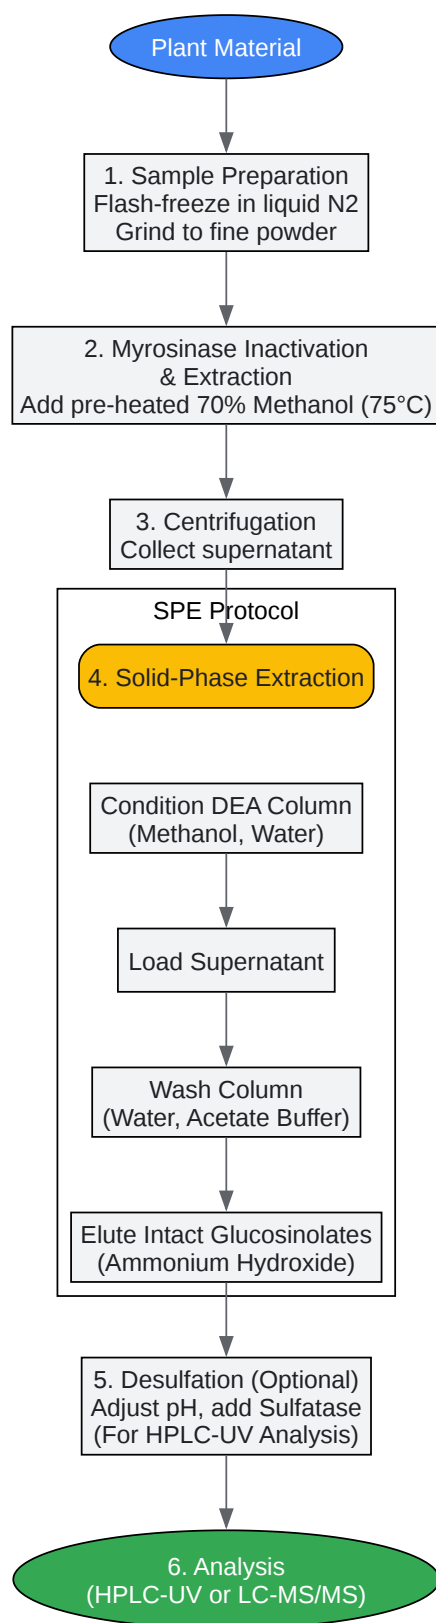 Plant Material
1. Sample Preparation
Flash-freeze in liquid N2
Grind to fine powder
2. Myrosinase Inactivation
& Extraction
Add pre-heated 70% Methanol (75°C)
3. Centrifugation
Collect supernatant
SPE Protocol
4. Solid-Phase Extraction
Condition DEA Column
(Methanol, Water)
Load Supernatant
Wash Column
(Water, Acetate Buffer)
Elute Intact Glucosinolates
(Ammonium Hydroxide)
5. Desulfation (Optional)
Adjust pH, add Sulfatase
(For HPLC-UV Analysis)
6. Analysis
(HPLC-UV or LC-MS/MS)